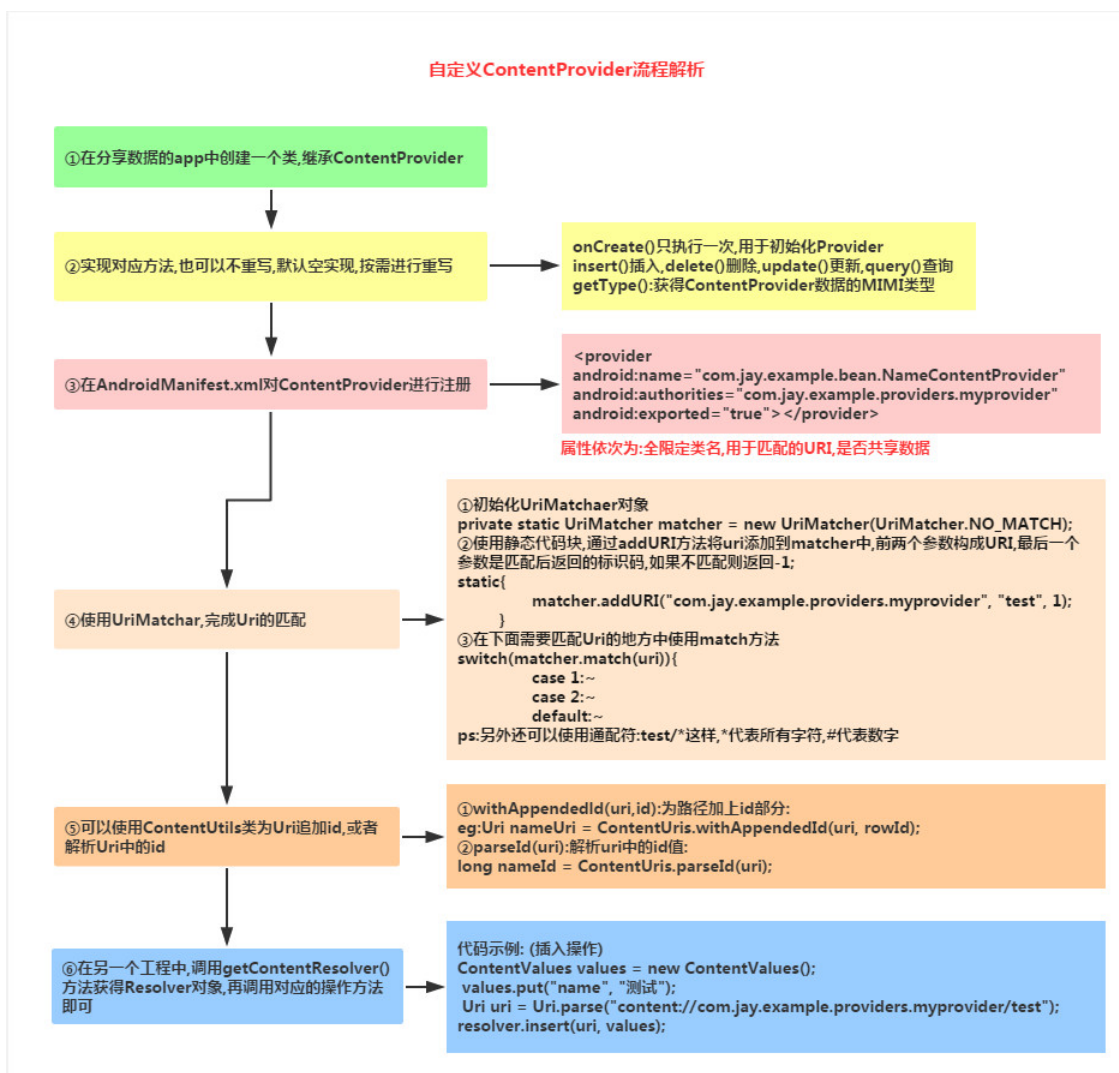 自定义ContentProvider流程解析
①在分享数据的app中创建一个类,继承ContentProvider
②实现对应方法,也可以不重写,默认空实现,按需进行重写
onCreate()只执行一次,用于初始化Provider
insert()插入,delete()删除,update()更新,query()查询
getType():获得ContentProvider数据的MIMI类型
③在AndroidManifest.xml对ContentProvider进行注册
<provider
android:name="com.jay.example.bean.NameContentProvider"
android:authorities="com.jay.example.providers.myprovider"
android:exported="true"></provider>
属性依次为:全限定类名,用于匹配的URI,是否共享数据
④使用UriMatchar,完成Uri的匹配
①初始化UriMatchaer对象
private static UriMatcher matcher = new UriMatcher(UriMatcher.NO_MATCH);
②使用静态代码块,通过addURI方法将uri添加到matcher中,前两个参数构成URI,最后一个
参数是匹配后返回的标识码,如果不匹配则返回-1;
static{
matcher.addURI("com.jay.example.providers.myprovider", "test", 1);
}
③在下面需要匹配Uri的地方中使用match方法
switch(matcher.match(uri)){
case 1:~
case 2:~
default:~
ps:另外还可以使用通配符:test/*这样,*代表所有字符,#代表数字
⑤可以使用ContentUtils类为Uri追加id,或者
解析Uri中的id
①withAppendedId(uri,id):为路径加上id部分:
eg:Uri nameUri = ContentUris.withAppendedId(uri, rowId);
②parseId(uri):解析uri中的id值:
long nameId = ContentUris.parseId(uri);
⑥在另一个工程中,调用getContentResolver()
方法获得Resolver对象,再调用对应的操作方法
即可
代码示例: (插入操作)
ContentValues values = new ContentValues();
values.put("name", "测试");
Uri uri = Uri.parse("content://com.jay.example.providers.myprovider/test");
resolver.insert(uri, values);